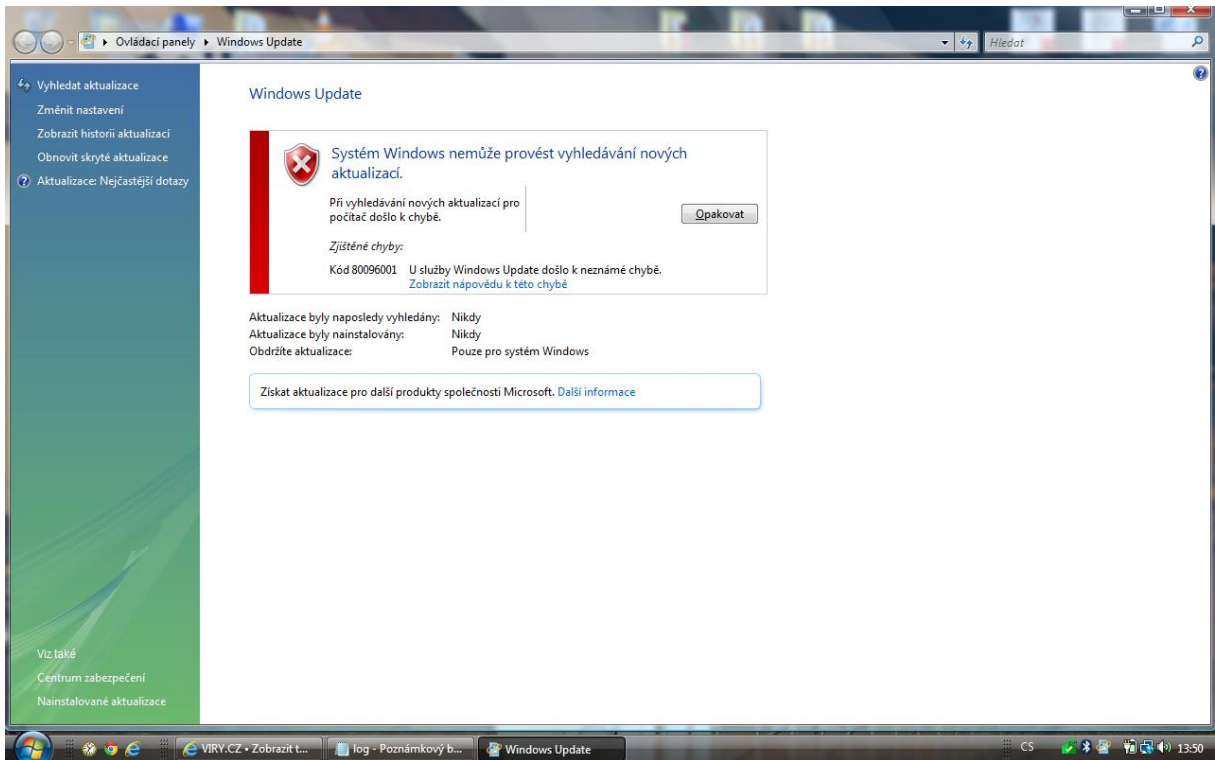 Ovládací panely ▸ Windows Update
Hledat
Vyhledat aktualizace
Změnit nastavení
Zobrazit historii aktualizací
Obnovit skryté aktualizace
Aktualizace: Nejčastější dotazy
Windows Update
Systém Windows nemůže provést vyhledávání nových
aktualizací.
Při vyhledávání nových aktualizací pro
počítač došlo k chybě.
Opakovat
Zjištěné chyby:
Kód 80096001 U služby Windows Update došlo k neznámé chybě.
Zobrazit nápovědu k této chybě
Aktualizace byly naposledy vyhledány: Nikdy
Aktualizace byly nainstalovány: Nikdy
Obdržíte aktualizace: Pouze pro systém Windows
Získat aktualizace pro další produkty společnosti Microsoft. Další informace
Viz také
Centrum zabezpečení
Nainstalované aktualizace
VIRY.CZ • Zobrazit t...
log - Poznámkový b...
Windows Update
CS
13:50